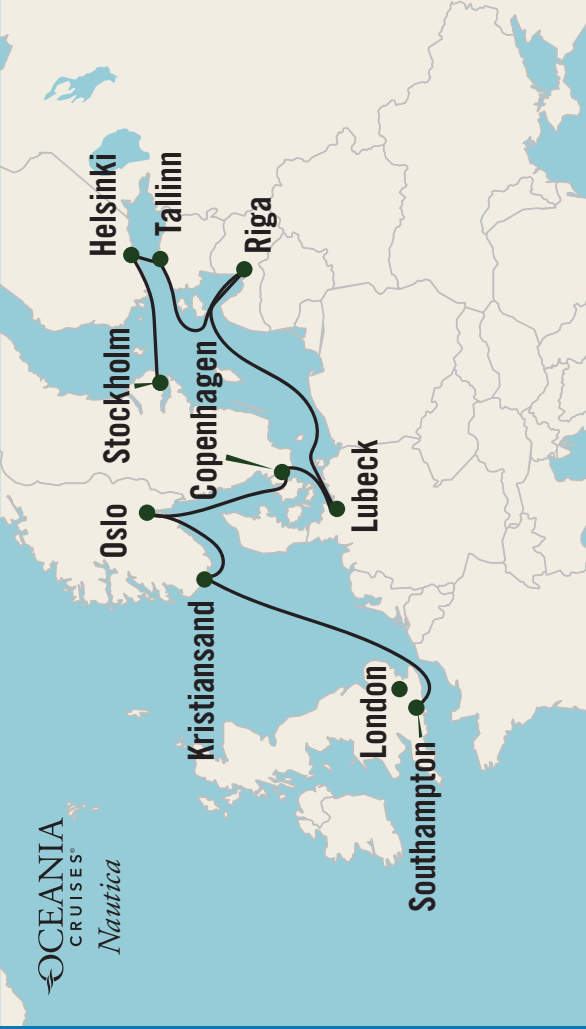 OCEANIA
CRUISES®
Nautica
Oslo
Stockholm
Helsinki
Tallinn
Kristiansand
Copenhagen
Riga
London
Lubeck
Southampton